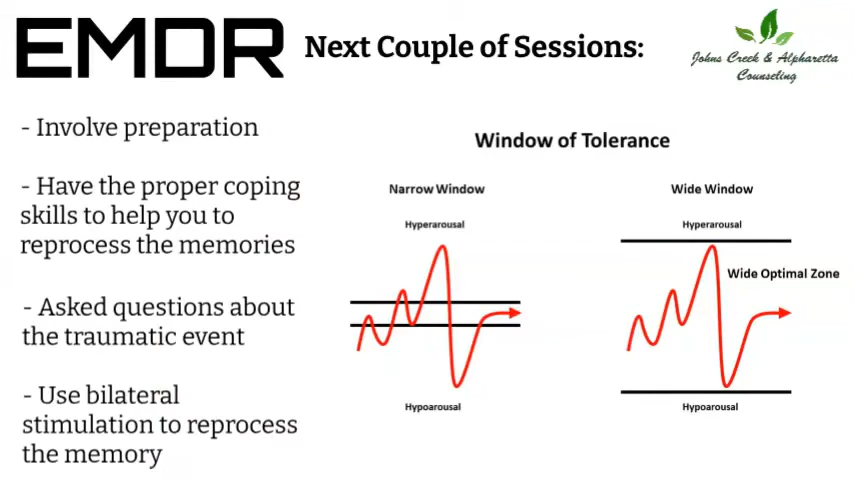 EMDR Next Couple of Sessions:
Johns Creek & Alpharetta
Counseling
- Involve preparation
- Have the proper coping
skills to help you to
reprocess the memories
- Asked questions about
the traumatic event
- Use bilateral
stimulation to reprocess
the memory
Window of Tolerance
Narrow Window
Hyperarousal
Hypoarousal
Wide Window
Hyperarousal
Wide Optimal Zone
Hypoarousal